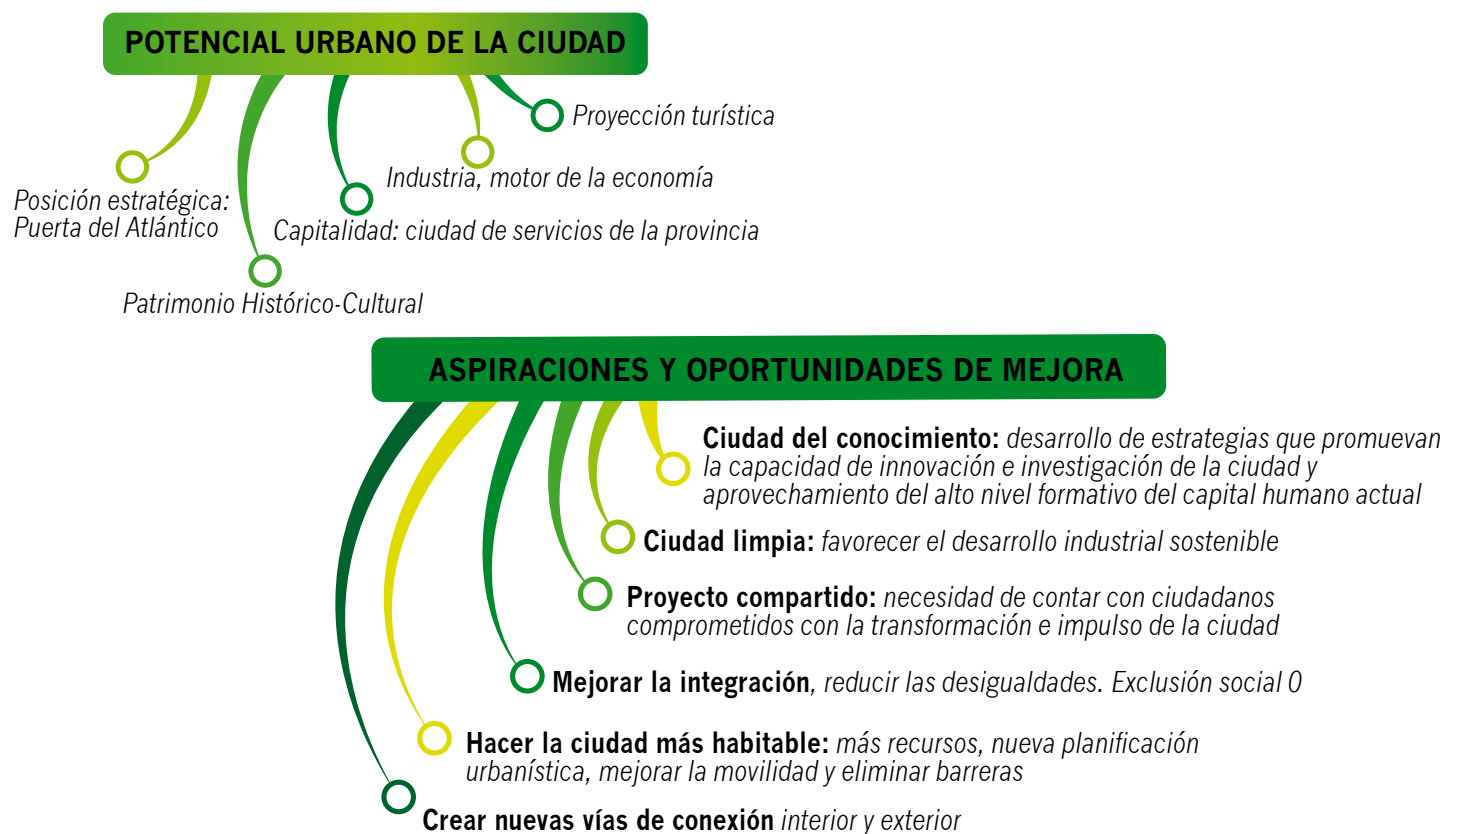 POTENCIAL URBANO DE LA CIUDAD
Proyección turística
Industria, motor de la economía
Posición estratégica:
Puerta del Atlántico
Capitalidad: ciudad de servicios de la provincia
Patrimonio Histórico-Cultural
ASPIRACIONES Y OPORTUNIDADES DE MEJORA
Ciudad del conocimiento: desarrollo de estrategias que promuevan
la capacidad de innovación e investigación de la ciudad y
aprovechamiento del alto nivel formativo del capital humano actual
Ciudad limpia: favorecer el desarrollo industrial sostenible
Proyecto compartido: necesidad de contar con ciudadanos
comprometidos con la transformación e impulso de la ciudad
Mejorar la integración, reducir las desigualdades. Exclusión social 0
Hacer la ciudad más habitable: más recursos, nueva planificación
urbanística, mejorar la movilidad y eliminar barreras
Crear nuevas vías de conexión interior y exterior